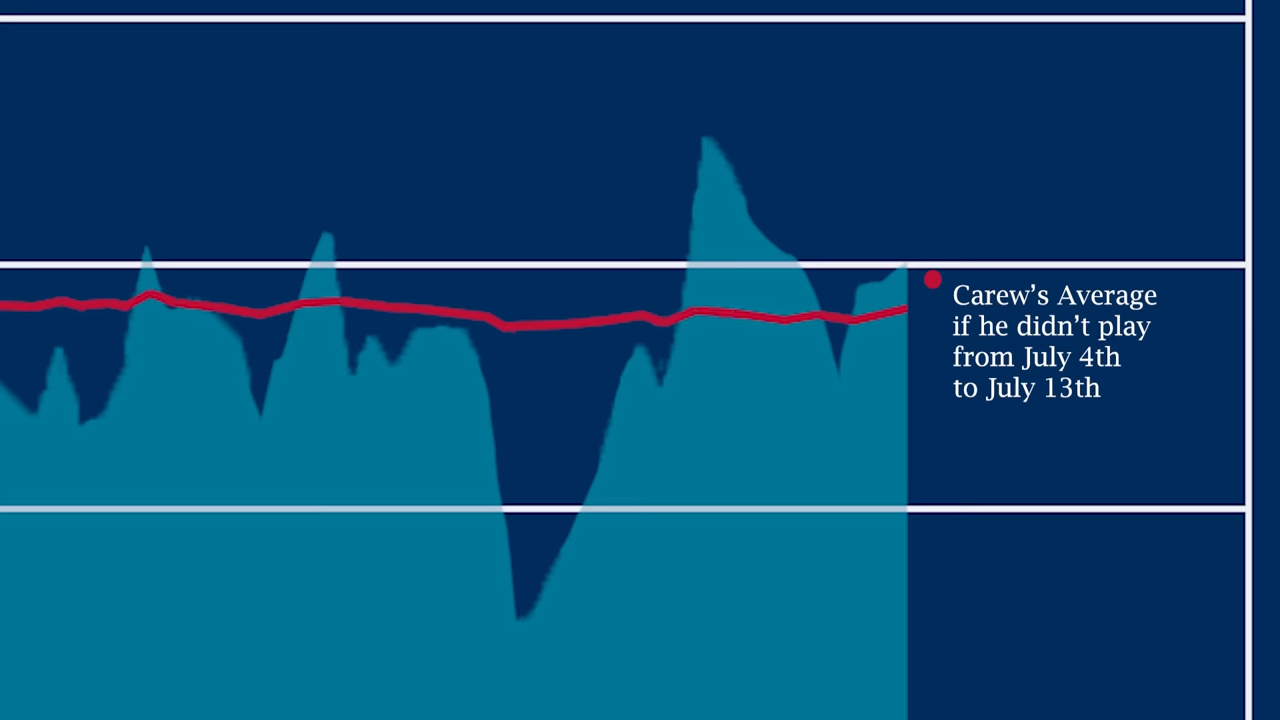 Carew’s Average
if he didn’t play
from July 4th
to July 13th